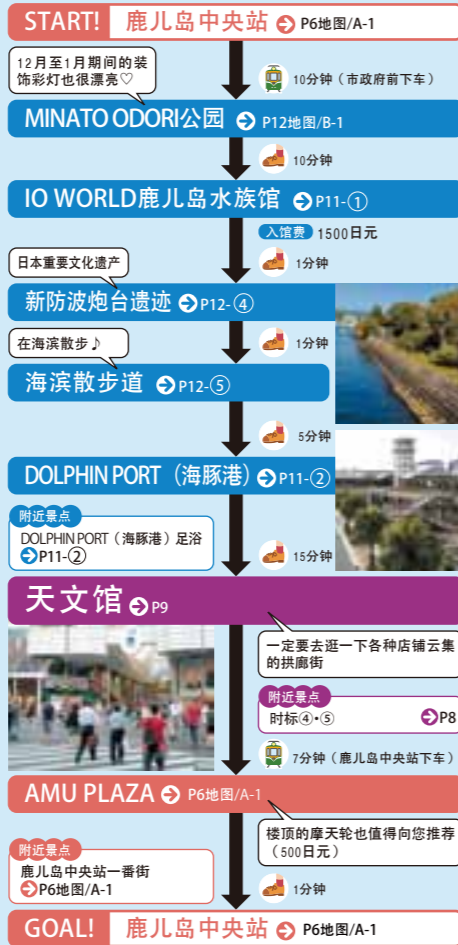 START! 鹿儿岛中央站 P6地图/A-1
12月至1月期间的装
饰彩灯也很漂亮♡
10分钟（市政府前下车）
MINATO ODORI公园 P12地图/B-1
10分钟
IO WORLD鹿儿岛水族馆 P11-①
入馆费 1500日元
日本重要文化遗产
1分钟
新防波炮台遗迹 P12-④
在海滨散步♪
1分钟
海滨散步道 P12-⑤
5分钟
DOLPHIN PORT（海豚港） P11-②
附近景点
DOLPHIN PORT（海豚港）足浴
P11-②
15分钟
天文馆 P9
一定要去逛一下各种店铺云集
的拱廊街
附近景点
时标④・⑤ P8
7分钟（鹿儿岛中央站下车）
AMU PLAZA P6地图/A-1
楼顶的摩天轮也值得向您推荐
（500日元）
附近景点
鹿儿岛中央站一番街
P6地图/A-1
1分钟
GOAL! 鹿儿岛中央站 P6地图/A-1